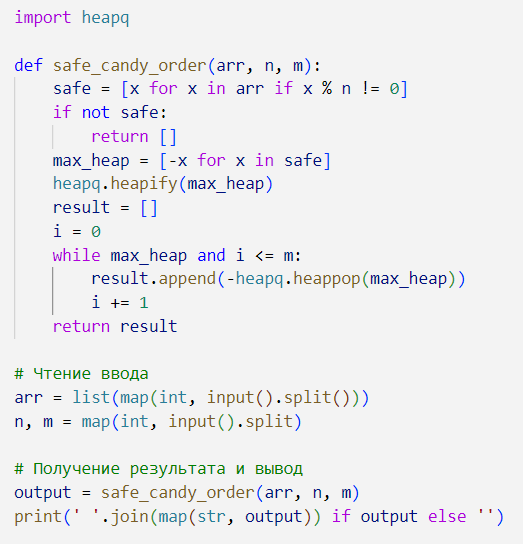 import heapq
def safe_candy_order(arr, n, m):
    safe = [x for x in arr if x % n != 0]
    if not safe:
        return []
    max_heap = [-x for x in safe]
    heapq.heapify(max_heap)
    result = []
    i = 0
    while max_heap and i <= m:
        result.append(-heapq.heappop(max_heap))
        i += 1
    return result
# Чтение ввода
arr = list(map(int, input().split()))
n, m = map(int, input().split)
# Получение результата и вывод
output = safe_candy_order(arr, n, m)
print(' '.join(map(str, output)) if output else '')